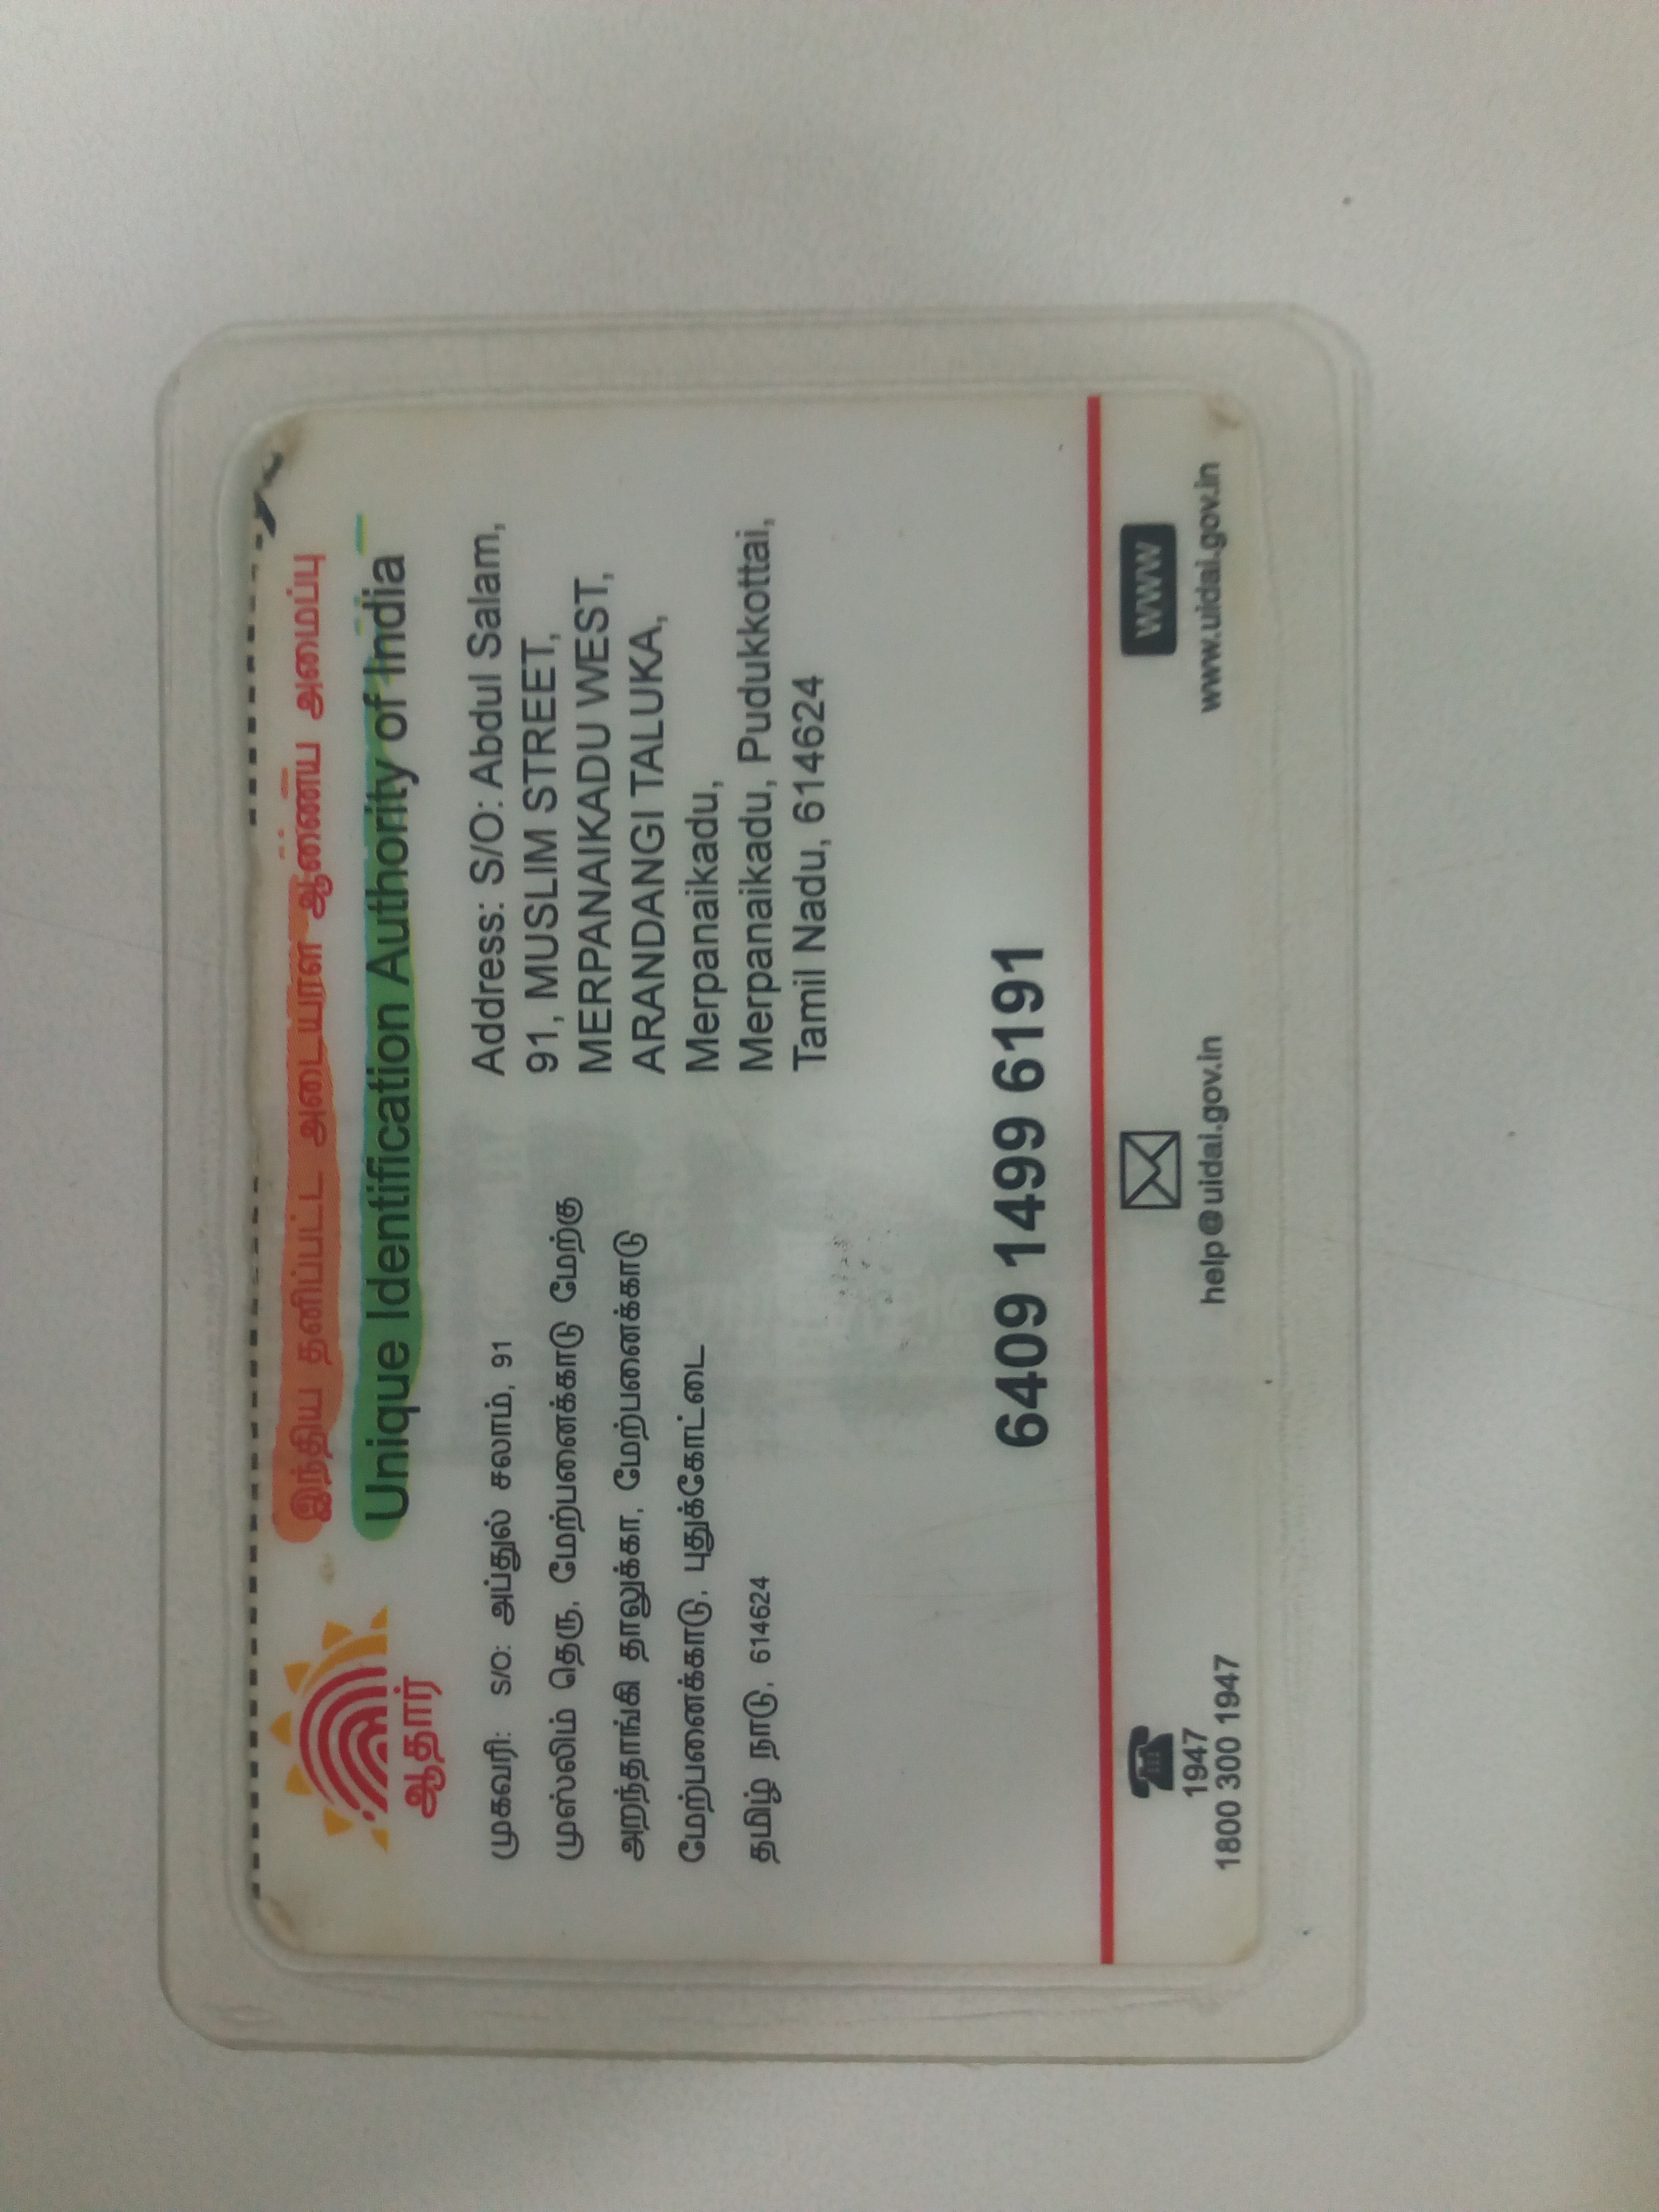 இந்திய தனிப்பட்ட அடையாள ஆணைய அமைப்பு
Unique Identification Authority of India
ஆதார்
முகவரி: S/O: அப்துல் சலாம், 91
முஸ்லிம் தெரு, மேற்பனைக்காடு மேற்கு
அறந்தாங்கி தாலுக்கா, மேற்பனைக்காடு
மேற்பனைக்காடு, புதுக்கோட்டை
தமிழ் நாடு, 614624
Address: S/O: Abdul Salam,
91, MUSLIM STREET,
MERPANAIKADU WEST,
ARANDANGI TALUKA,
Merpanaikadu,
Merpanaikadu, Pudukkottai,
Tamil Nadu, 614624
6409 1499 6191
1947
1800 300 1947
help@uidai.gov.in
WWW
www.uidai.gov.in